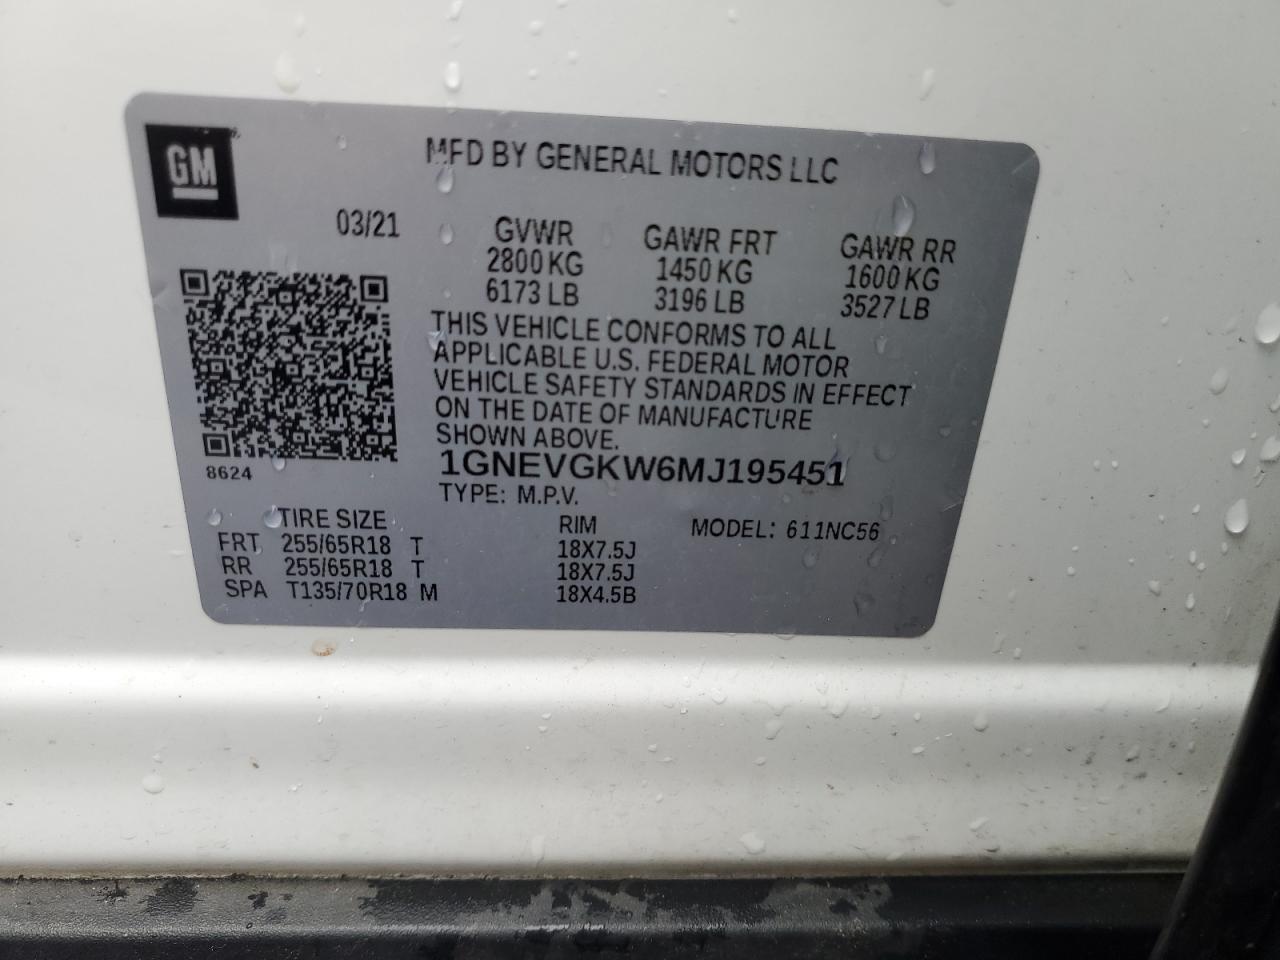 GM
MFD BY GENERAL MOTORS LLC
03/21 GVWR GAWR FRT GAWR RR
2800 KG 1450 KG 1600 KG
6173 LB 3196 LB 3527 LB
THIS VEHICLE CONFORMS TO ALL
APPLICABLE U.S. FEDERAL MOTOR
VEHICLE SAFETY STANDARDS IN EFFECT
ON THE DATE OF MANUFACTURE
SHOWN ABOVE.
8624
1GNEVGKW6MJ195451
TYPE: M.P.V.
TIRE SIZE RIM MODEL: 611NC56
FRT 255/65R18 T 18X7.5J
RR 255/65R18 T 18X7.5J
SPA T135/70R18 M 18X4.5B